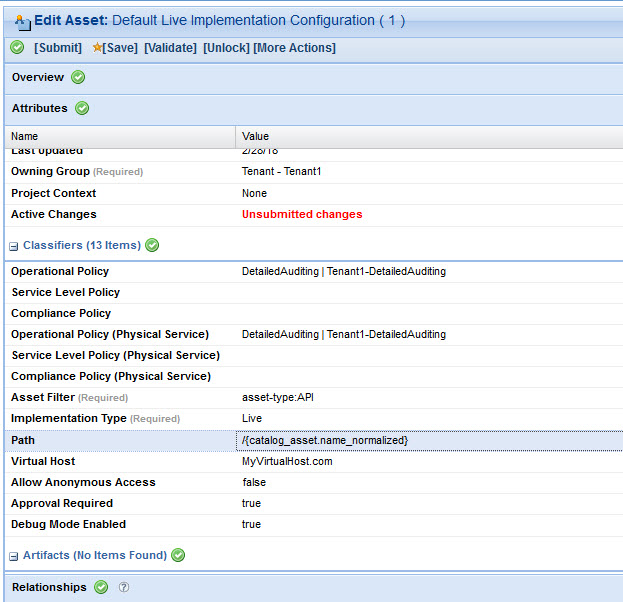 Edit Asset: Default Live Implementation Configuration ( 1 )
[Submit] [Save] [Validate] [Unlock] [More Actions]
Overview
Attributes
Name Value
Last Updated 2/28/18
Owning Group (Required) Tenant - Tenant1
Project Context None
Active Changes Unsubmitted changes
Classifiers (13 Items)
Operational Policy DetailedAuditing | Tenant1-DetailedAuditing
Service Level Policy
Compliance Policy
Operational Policy (Physical Service) DetailedAuditing | Tenant1-DetailedAuditing
Service Level Policy (Physical Service)
Compliance Policy (Physical Service)
Asset Filter (Required) asset-type:API
Implementation Type (Required) Live
Path /{catalog_asset.name_normalized}
Virtual Host MyVirtualHost.com
Allow Anonymous Access false
Approval Required true
Debug Mode Enabled true
Artifacts (No Items Found)
Relationships ?